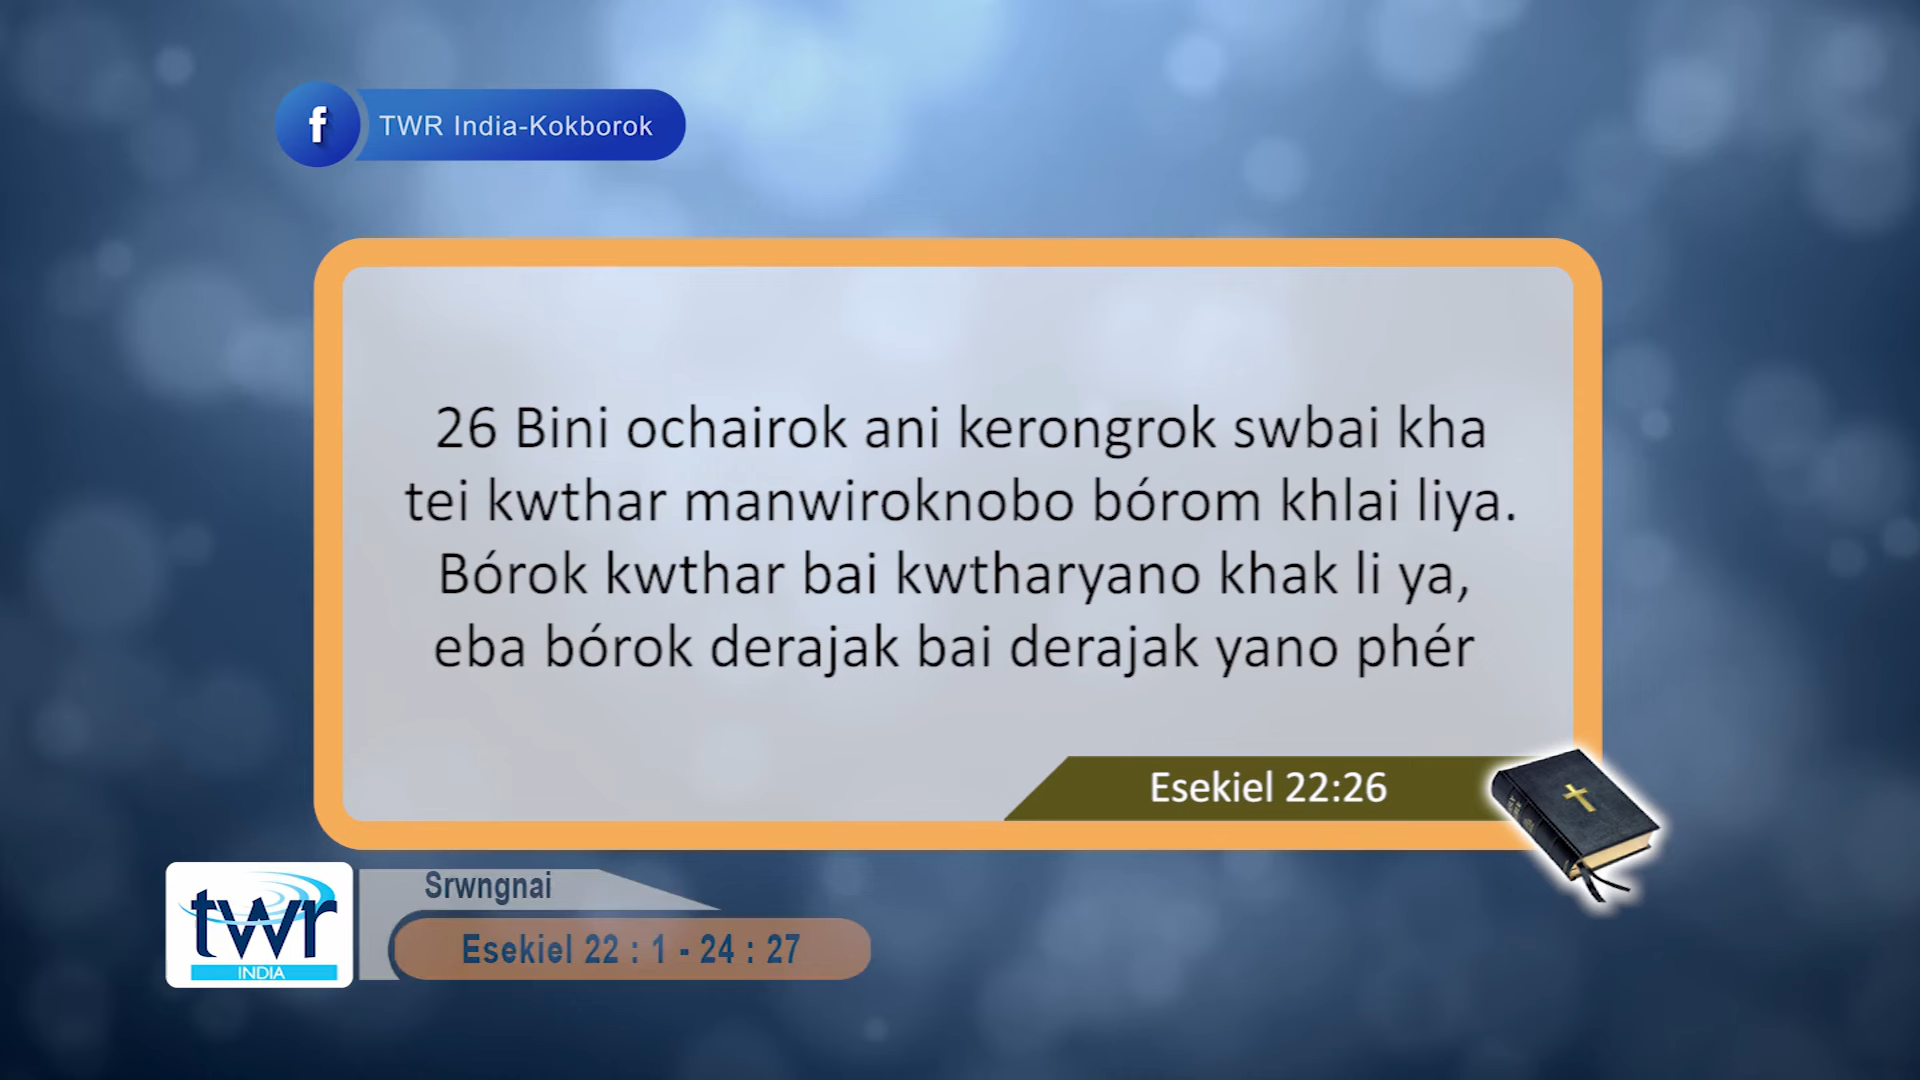 f
TWR India-Kokborok
26 Bini ochairok ani kerongrok swbai kha
tei kwthar manwiroknobo bórom khlai liya.
Bórok kwthar bai kwtharyano khak li ya,
eba bórok derajak bai derajak yano phér
Esekiel 22:26
Srwngnai
Esekiel 22 : 1 - 24 : 27
twr
INDIA